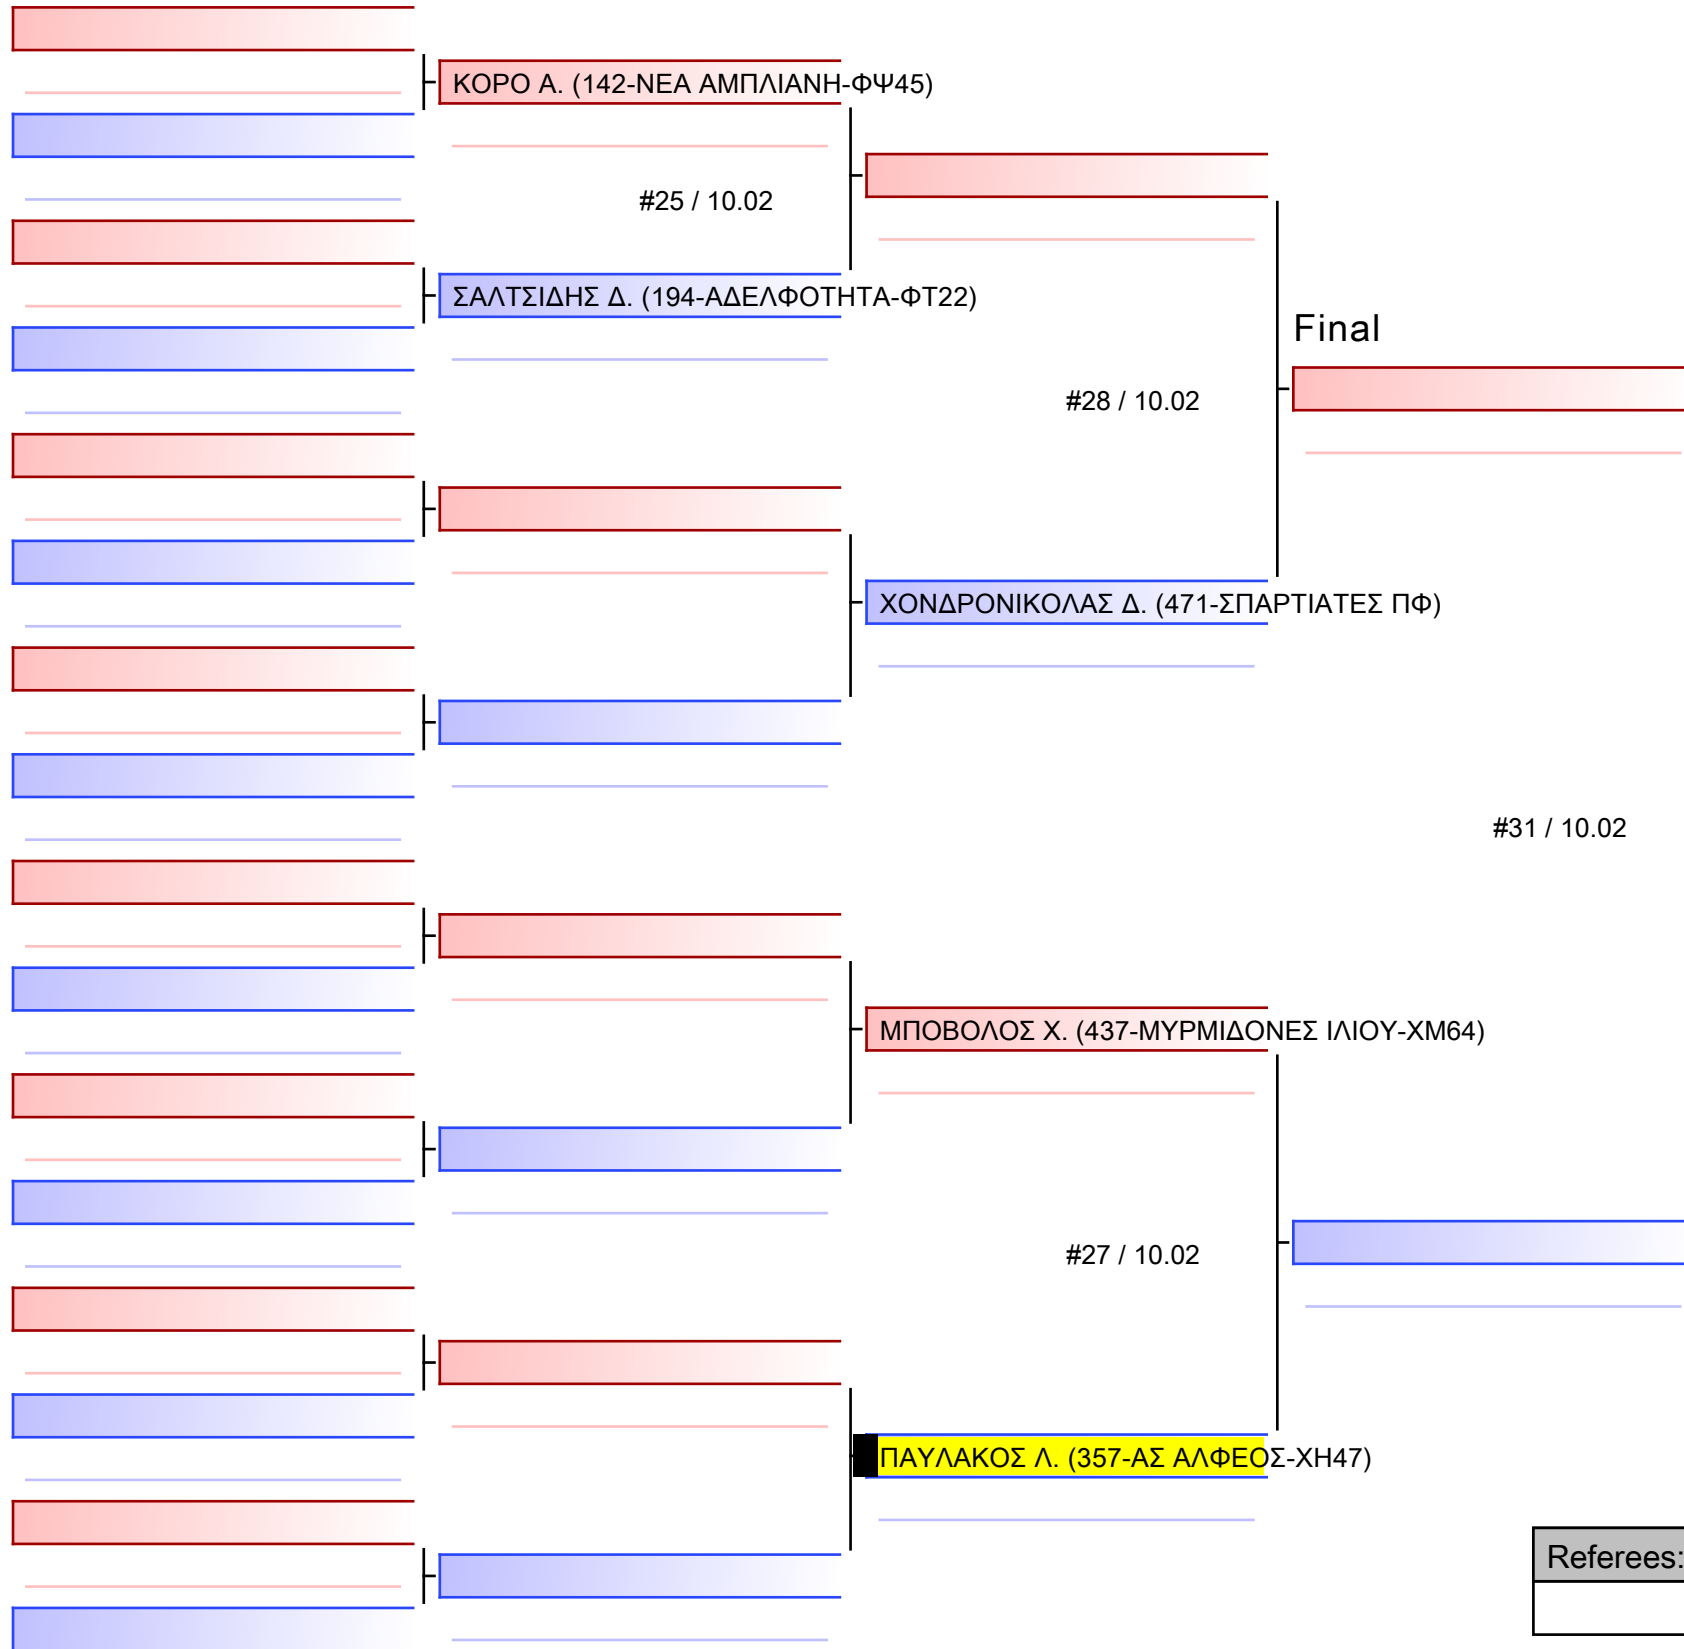 ΚΟΡΟ Α. (142-ΝΕΑ ΑΜΠΛΙΑΝΗ-ΦΨ45)
#25 / 10.02
ΣΑΛΤΣΙΔΗΣ Δ. (194-ΑΔΕΛΦΟΤΗΤΑ-ΦΤ22)
Final
#28 / 10.02
ΧΟΝΔΡΟΝΙΚΟΛΑΣ Δ. (471-ΣΠΑΡΤΙΑΤΕΣ ΠΦ)
#31 / 10.02
ΜΠΟΒΟΛΟΣ Χ. (437-ΜΥΡΜΙΔΟΝΕΣ ΙΛΙΟΥ-ΧΜ64)
#27 / 10.02
ΠΑΥΛΑΚΟΣ Λ. (357-ΑΣ ΑΛΦΕΟΣ-ΧΗ47)
Referees: